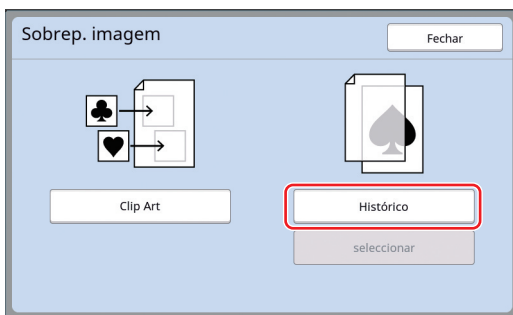 Sobrep. imagem
Fechar
Clip Art
Histórico
seleccionar